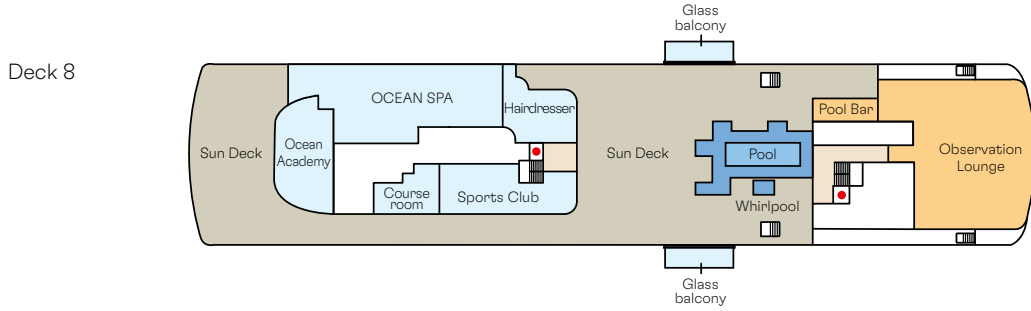 Glass
balcony
Deck 8
OCEAN SPA
Hairdresser
Pool Bar
Ocean
Academy
Sun Deck
Sun Deck
Pool
Observation
Lounge
Course
room
Sports Club
Whirlpool
Glass
balcony